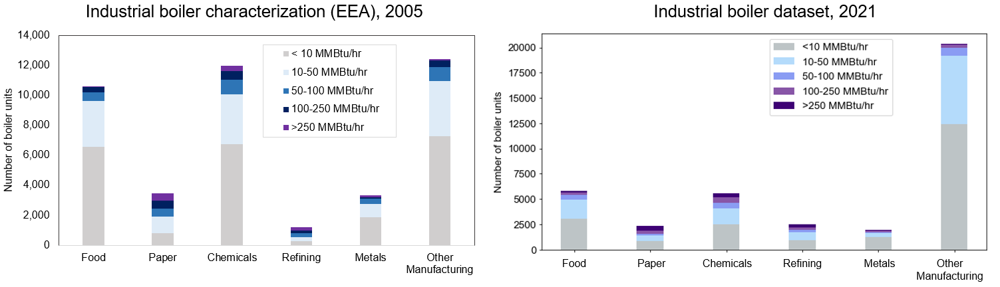 Industrial boiler characterization (EEA), 2005
Number of boiler units
14,000
12,000
10,000
8,000
6,000
4,000
2,000
0
< 10 MMBtu/hr
10-50 MMBtu/hr
50-100 MMBtu/hr
100-250 MMBtu/hr
>250 MMBtu/hr
Food
Paper
Chemicals
Refining
Metals
Other
Manufacturing
Industrial boiler dataset, 2021
Number of boiler units
20000
17500
15000
12500
10000
7500
5000
2500
0
<10 MMBtu/hr
10-50 MMBtu/hr
50-100 MMBtu/hr
100-250 MMBtu/hr
>250 MMBtu/hr
Food
Paper
Chemicals
Refining
Metals
Other
Manufacturing